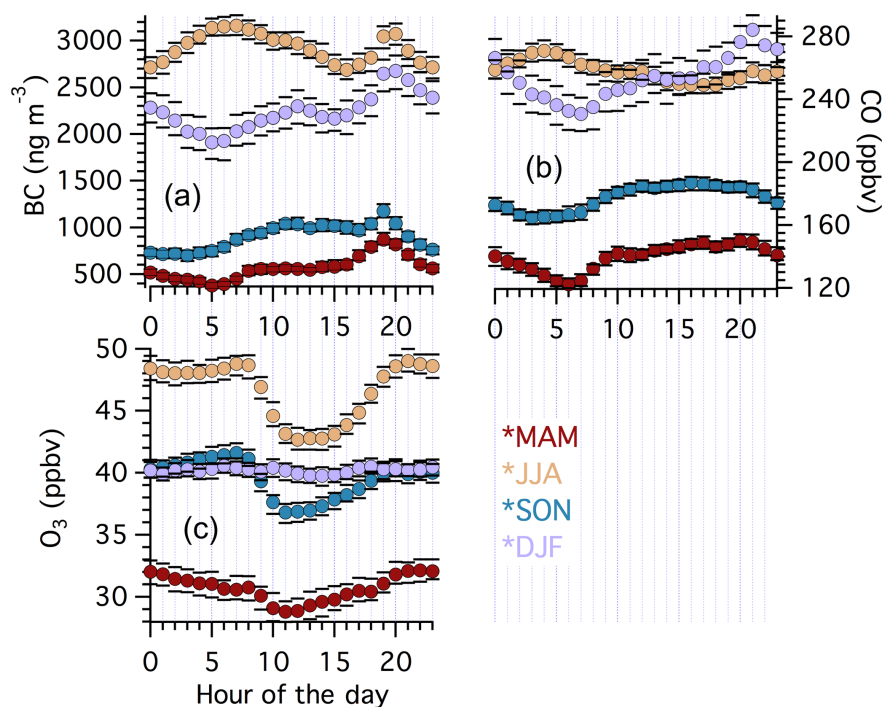 3000
2500
2000
1500
1000
500
BC (ng m⁻³)
(a)
0 5 10 15 20
280
240
200
160
120
CO (ppbv)
(b)
0 5 10 15 20
50
45
40
35
30
O₃ (ppbv)
(c)
0 5 10 15 20
Hour of the day
*MAM
*JJA
*SON
*DJF